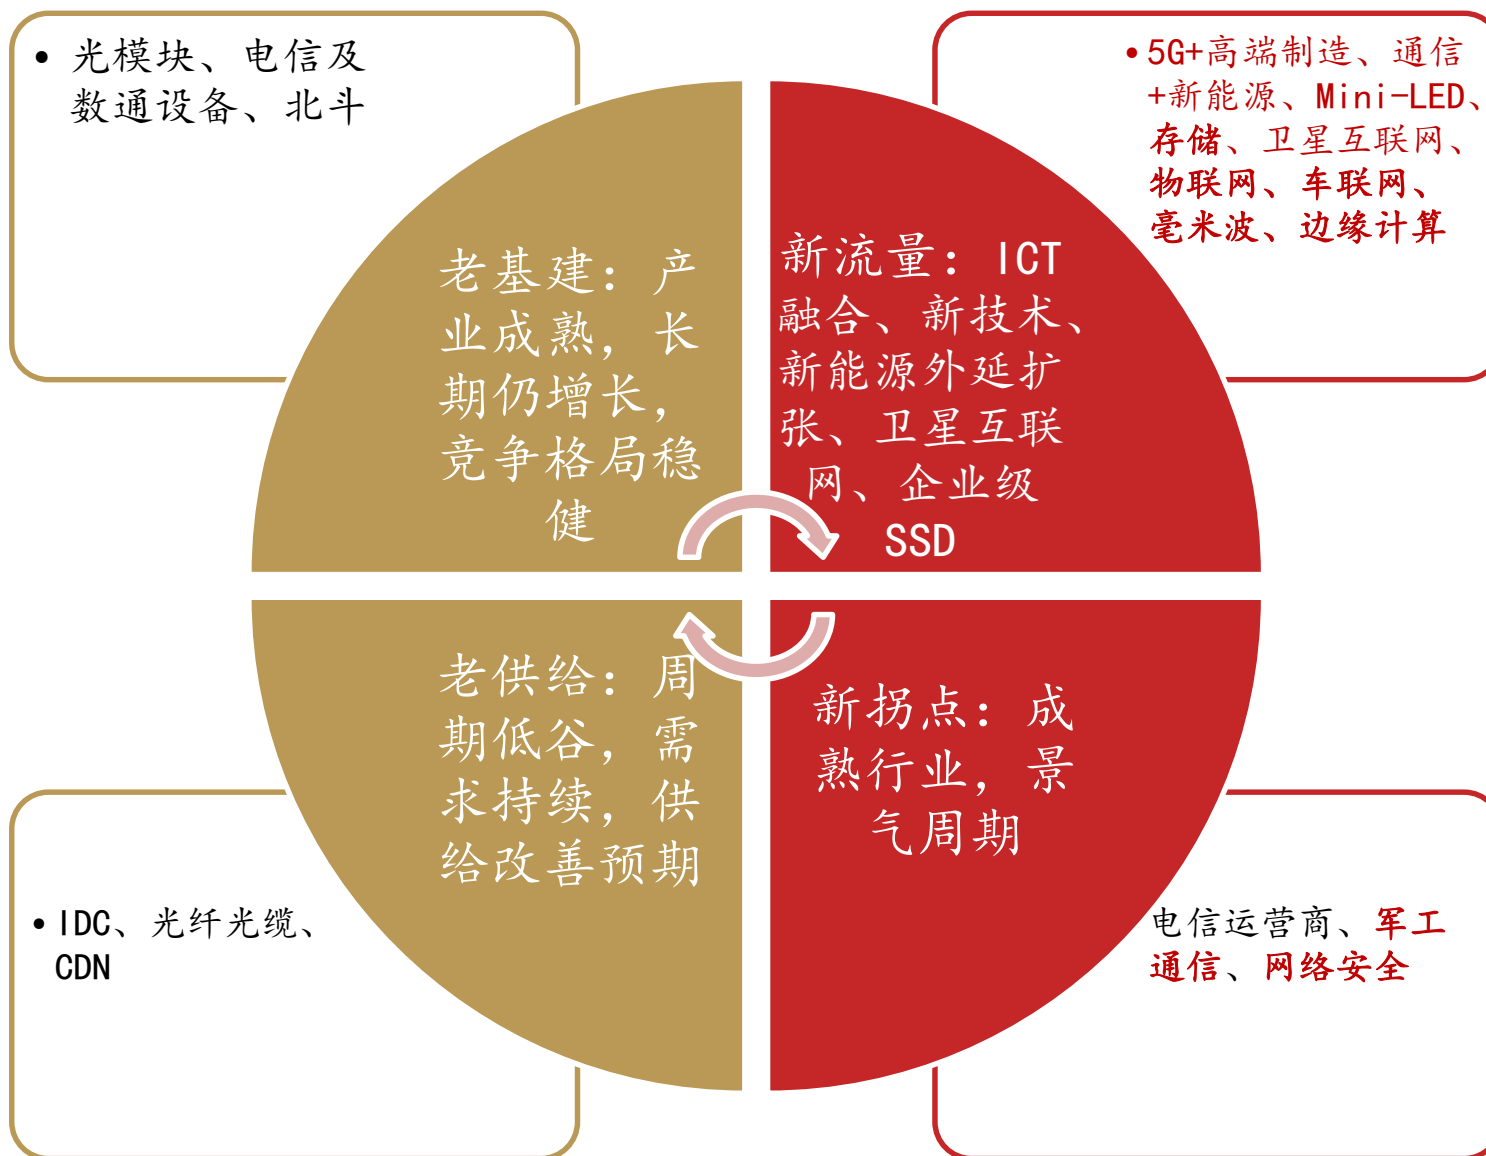 • 光模块、电信及
数通设备、北斗
• 5G+高端制造、通信
+新能源、Mini-LED、
存储、卫星互联网、
物联网、车联网、
毫米波、边缘计算
老基建：产
业成熟，长
期仍增长，
竞争格局稳
健
新流量：ICT
融合、新技术、
新能源外延扩
张、卫星互联
网、企业级
SSD
老供给：周
期低谷，需
求持续，供
给改善预期
新拐点：成
熟行业，景
气周期
• IDC、光纤光缆、
CDN
电信运营商、军工
通信、网络安全